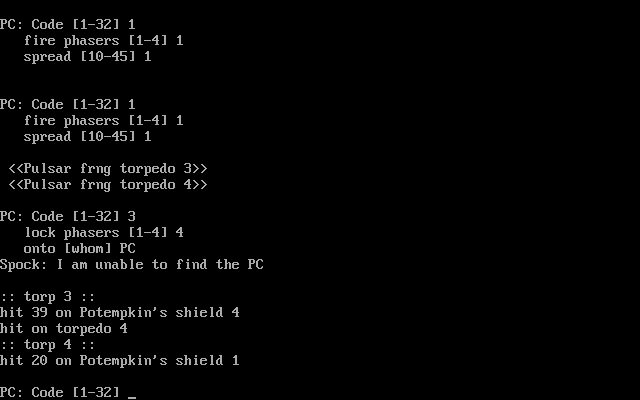 PC: Code [1-32] 1
fire phasers [1-4] 1
spread [10-45] 1
PC: Code [1-32] 1
fire phasers [1-4] 1
spread [10-45] 1
<<Pulsar frng torpedo 3>>
<<Pulsar frng torpedo 4>>
PC: Code [1-32] 3
lock phasers [1-4] 4
onto [whom] PC
Spock: I am unable to find the PC
:: torp 3 ::
hit 39 on Potempkin's shield 4
hit on torpedo 4
:: torp 4 ::
hit 20 on Potempkin's shield 1
PC: Code [1-32] _